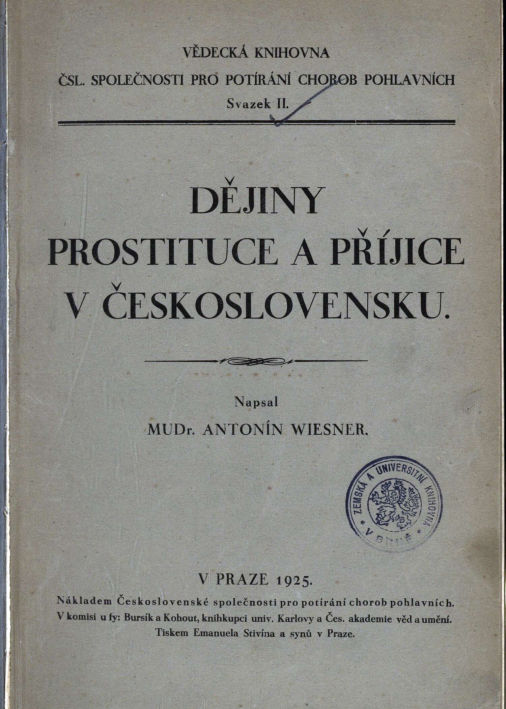 VĚDECKÁ KNIHOVNA
ČSL. SPOLEČNOSTI PRO POTÍRÁNÍ CHOROB POHLAVNÍCH
Svazek II.
DĚJINY
PROSTITUCE A PŘÍJICE
V ČESKOSLOVENSKU.
Napsal
MUDr. ANTONÍN WIESNER.
ZEMSKÁ A UNIVERSITNÍ KNIHOVNA
V BRNĚ
V PRAZE 1925.
Nákladem Československé společnosti pro potírání chorob pohlavních.
V komisi u fy: Bursík a Kohout, knihkupci univ. Karlovy a Čes. akademie věd a umění.
Tiskem Emanuela Stivína a synů v Praze.